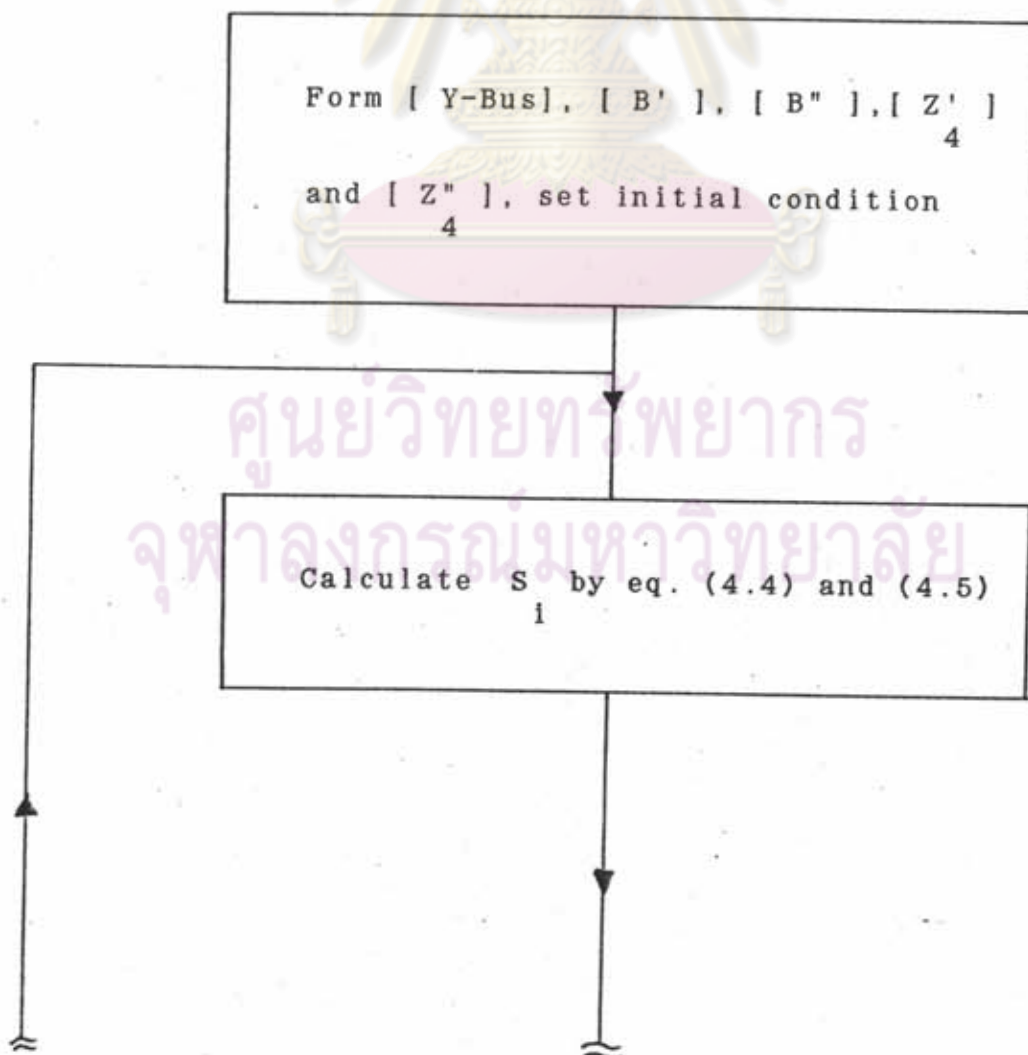 Form [ Y-Bus], [ B' ], [ B" ],[ Z' ]
4
and [ Z" ], set initial condition
4
ศูนย์วิทยทรัพยากร
จุฬาลงกรณ์มหาวิทยาลัย
Calculate S by eq. (4.4) and (4.5)
i